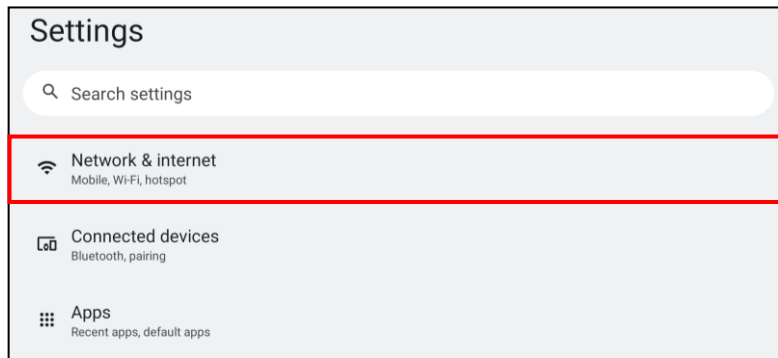 Settings
Search settings
Network & internet
Mobile, Wi-Fi, hotspot
Connected devices
Bluetooth, pairing
Apps
Recent apps, default apps